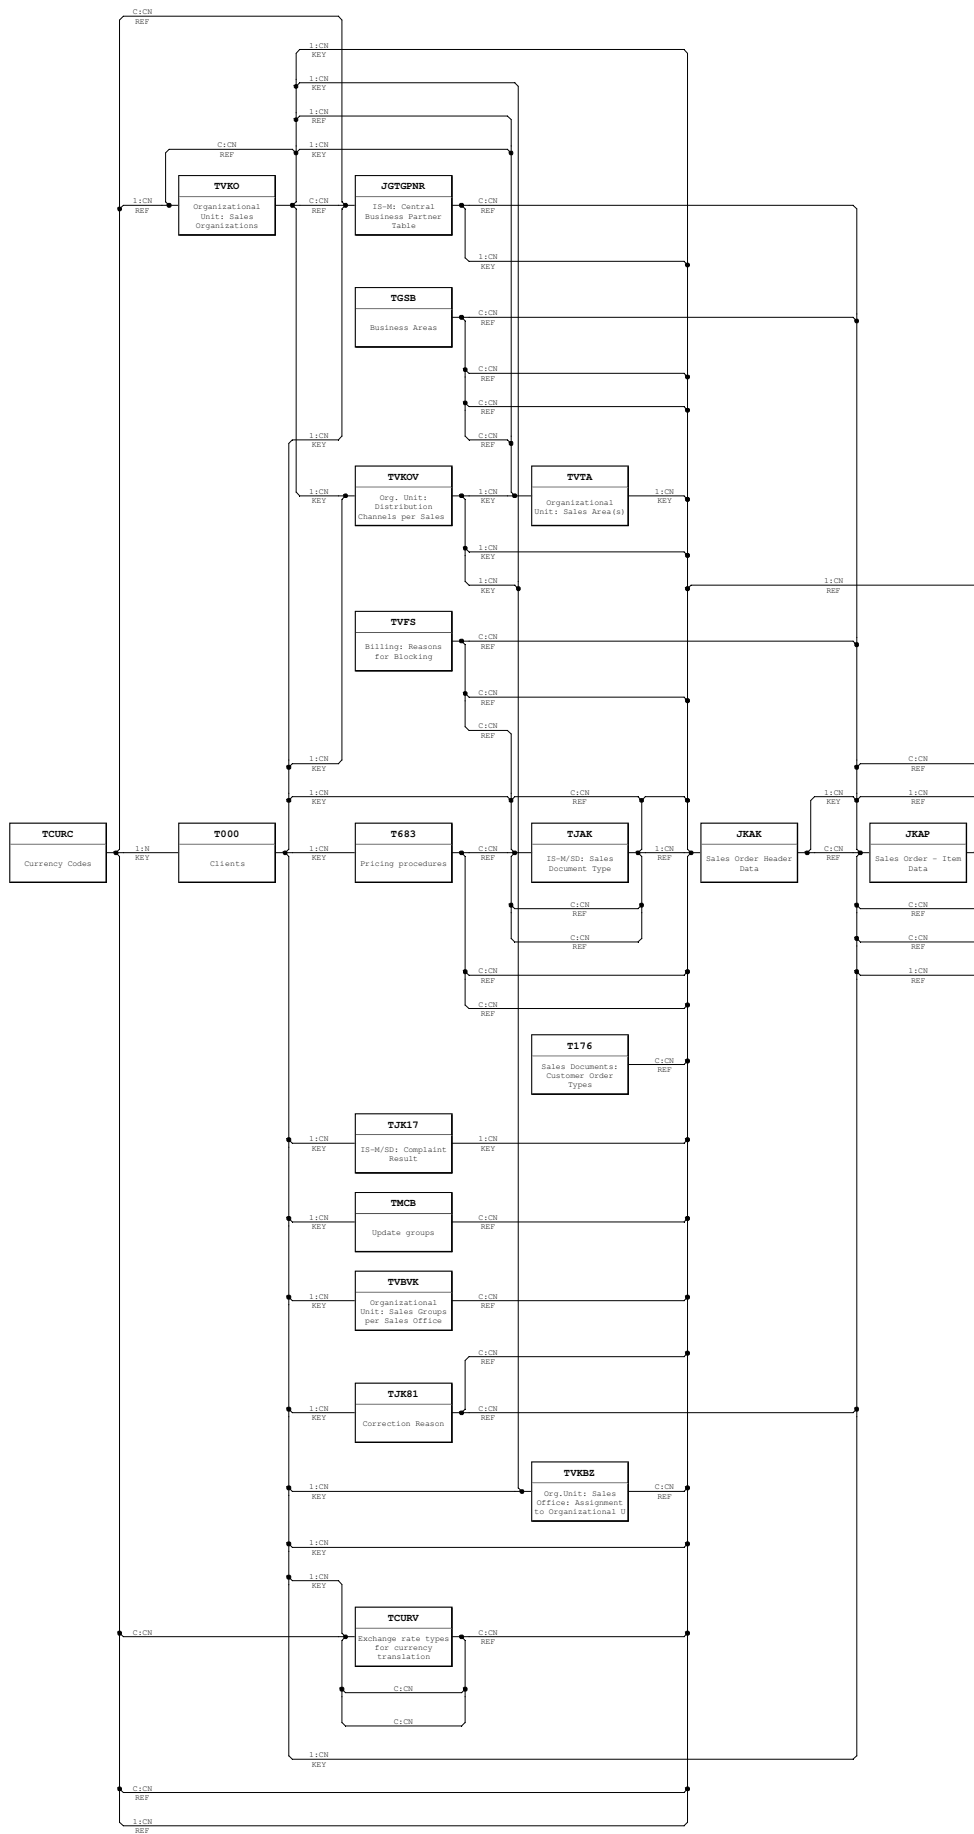 C:CN
REF
1:CN
KEY
1:CN
KEY
1:CN
REF
C:CN
REF
1:CN
KEY
TVKO
Organizational
Unit: Sales
Organizations
1:CN
REF
C:CN
REF
JGTGPNR
IS-M: Central
Business Partner
Table
C:CN
REF
1:CN
KEY
TGSB
Business Areas
C:CN
REF
C:CN
REF
C:CN
REF
1:CN
KEY
C:CN
REF
1:CN
KEY
TVKOV
Org. Unit:
Distribution
Channels per Sales
1:CN
KEY
TVTA
Organizational
Unit: Sales Area(s)
1:CN
KEY
1:CN
KEY
1:CN
KEY
1:CN
REF
TVFS
Billing: Reasons
for Blocking
C:CN
REF
C:CN
REF
C:CN
REF
1:CN
KEY
C:CN
REF
1:CN
KEY
C:CN
REF
1:CN
KEY
1:CN
REF
TCURC
Currency Codes
1:N
KEY
T000
Clients
1:CN
KEY
T683
Pricing procedures
C:CN
REF
TJAK
IS-M/SD: Sales
Document Type
1:CN
REF
JKAK
Sales Order Header
Data
C:CN
REF
JKAP
Sales Order - Item
Data
C:CN
REF
C:CN
REF
C:CN
REF
C:CN
REF
C:CN
REF
1:CN
REF
C:CN
REF
T176
Sales Documents:
Customer Order
Types
C:CN
REF
1:CN
KEY
TJK17
IS-M/SD: Complaint
Result
1:CN
KEY
1:CN
KEY
TMCB
Update groups
C:CN
REF
1:CN
KEY
TVBVK
Organizational
Unit: Sales Groups
per Sales Office
C:CN
REF
C:CN
REF
1:CN
KEY
TJK81
Correction Reason
C:CN
REF
1:CN
KEY
TVKBZ
Org.Unit: Sales
Office: Assignment
to Organizational U
C:CN
REF
1:CN
KEY
1:CN
KEY
C:CN
TCURV
Exchange rate types
for currency
translation
C:CN
REF
C:CN
C:CN
1:CN
KEY
C:CN
REF
1:CN
REF